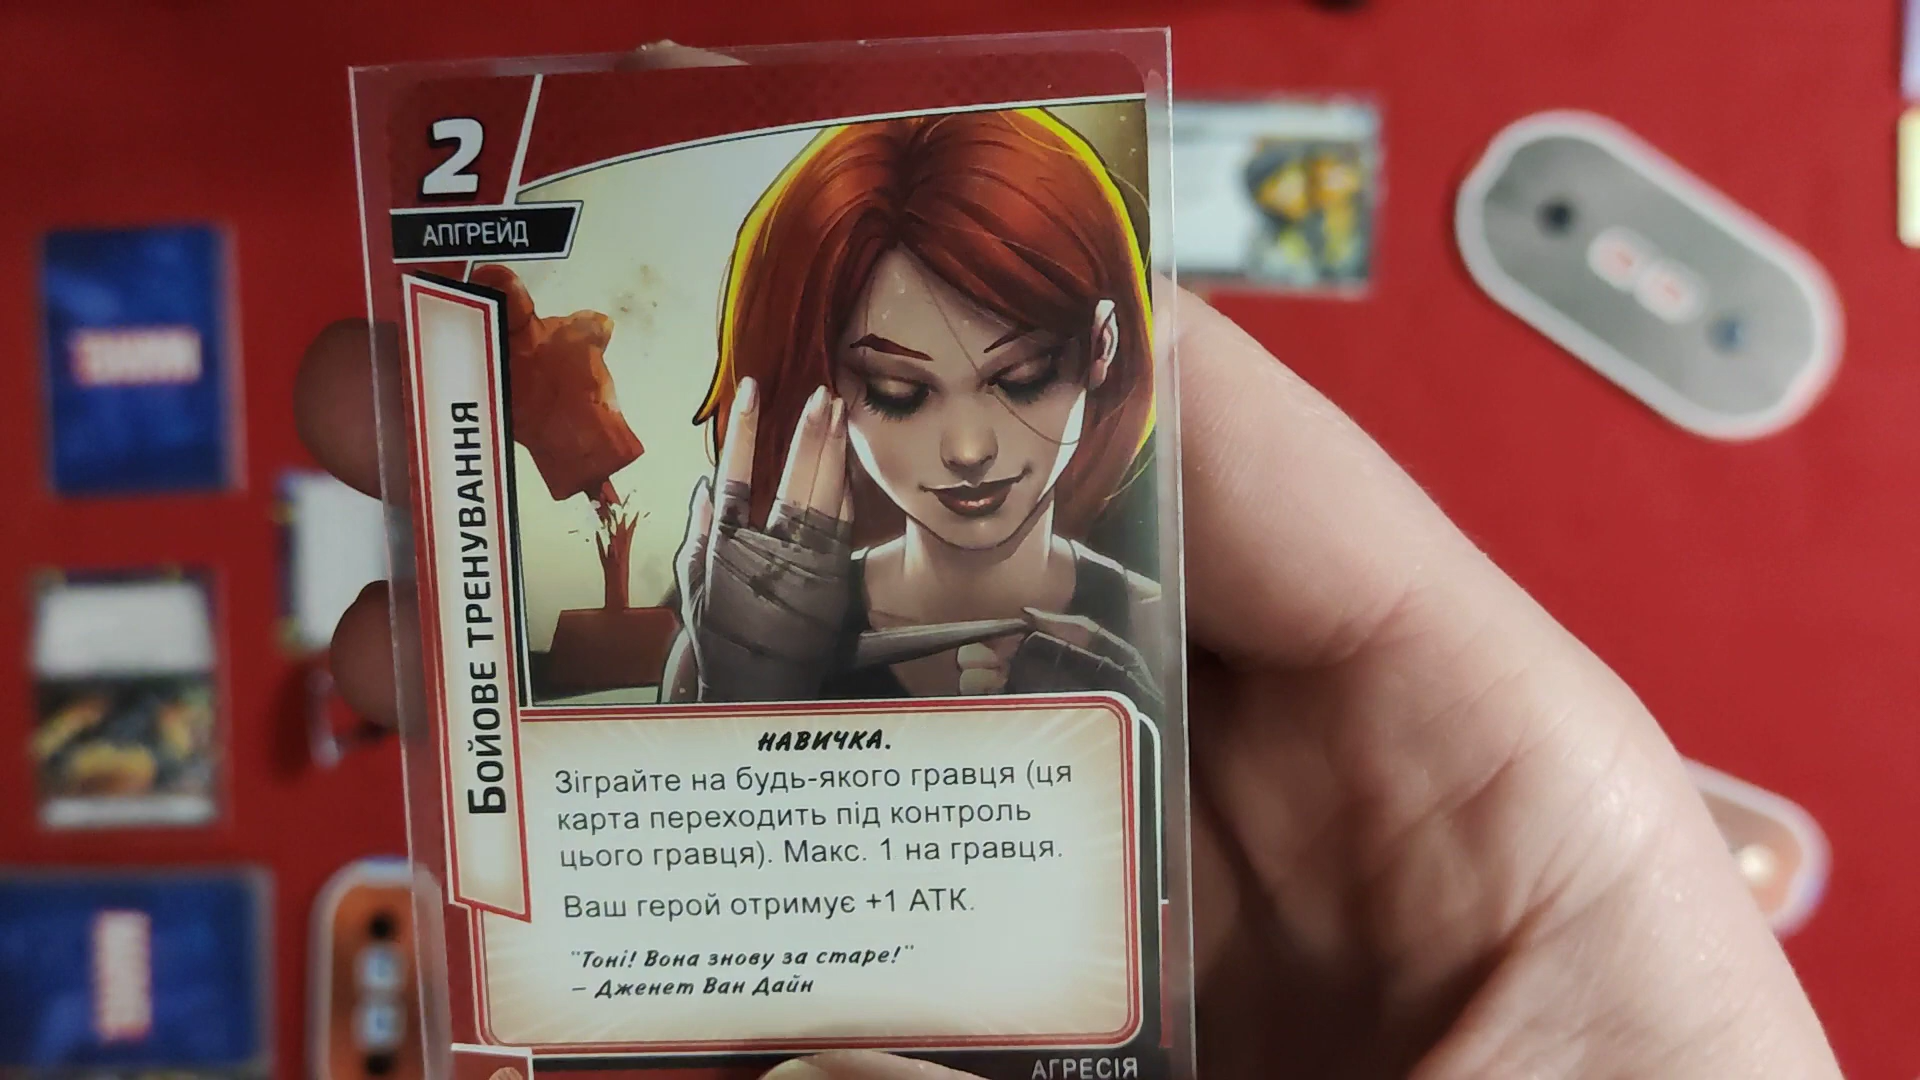 2
АПГРЕЙД
БОЙОВЕ ТРЕНУВАННЯ
НАВИЧКА.
Зіграйте на будь-якого гравця (ця
карта переходить під контроль
цього гравця). Макс. 1 на гравця.
Ваш герой отримує +1 АТК.
"Тоні! Вона знову за старе!"
– Дженет Ван Дайн
АГРЕСІЯ